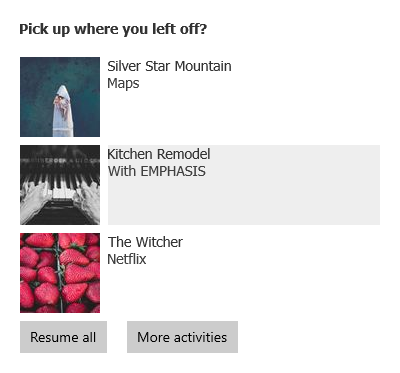 Pick up where you left off?
Silver Star Mountain
Maps
Kitchen Remodel
With EMPHASIS
The Witcher
Netflix
Resume all
More activities